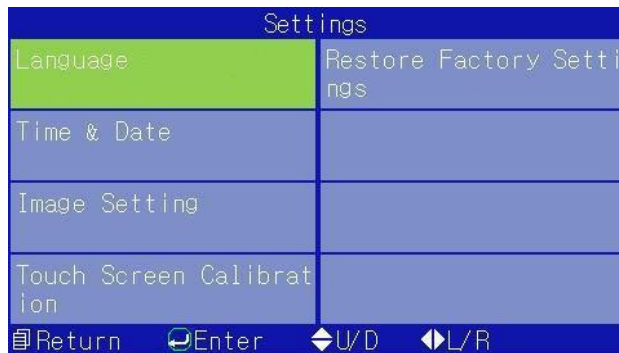 Settings
Language
Restore Factory Setti
ngs
Time & Date
Image Setting
Touch Screen Calibrat
ion
Return Enter U/D L/R